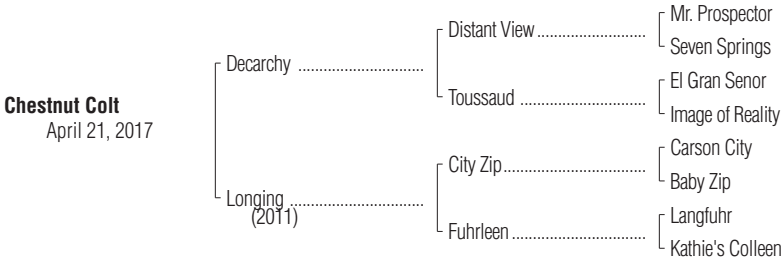 Mr. Prospector
Distant View
Seven Springs
Decarchy
El Gran Senor
Toussaud
Image of Reality
Chestnut Colt
April 21, 2017
Carson City
City Zip
Baby Zip
Longing
(2011)
Langfuhr
Fuhrleen
Kathie's Colleen